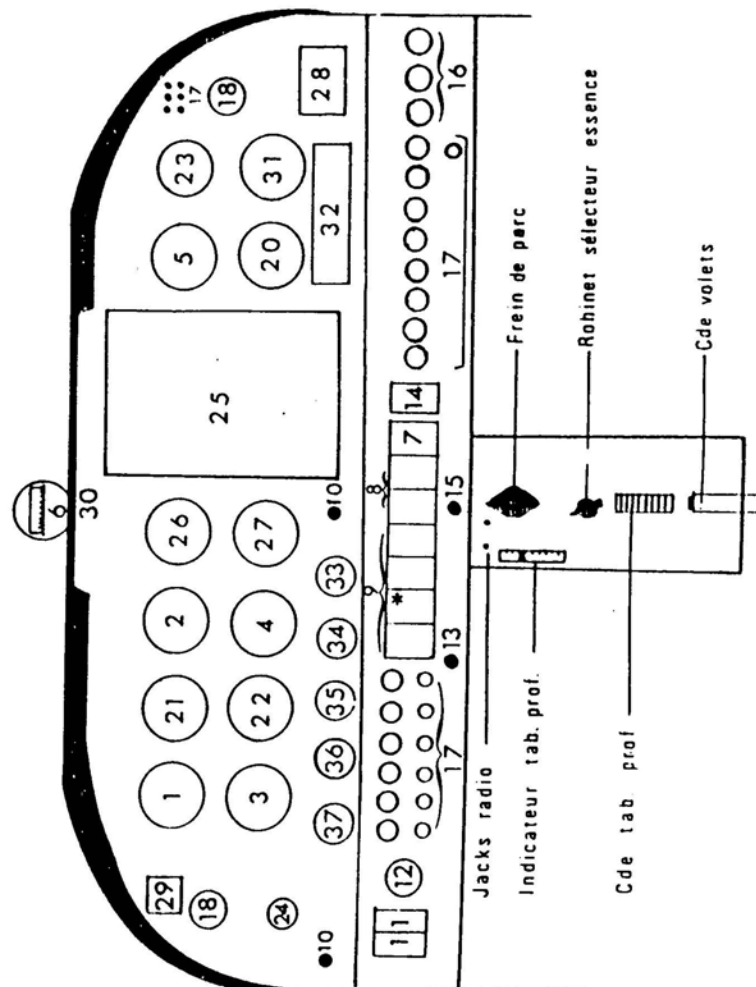 6
30
29 1 21 2 26 5 23 17
18 25 18
24 3 22 4 27 20 31
10 37 36 35 34 33 10 32 28
9 8
11 12 * 7 14
17 13 15 17 16
Jacks radio
Frein de parc
Indicateur tab. prof.
Rohinet sélecteur essence
Cde tab. prof
Cde volets